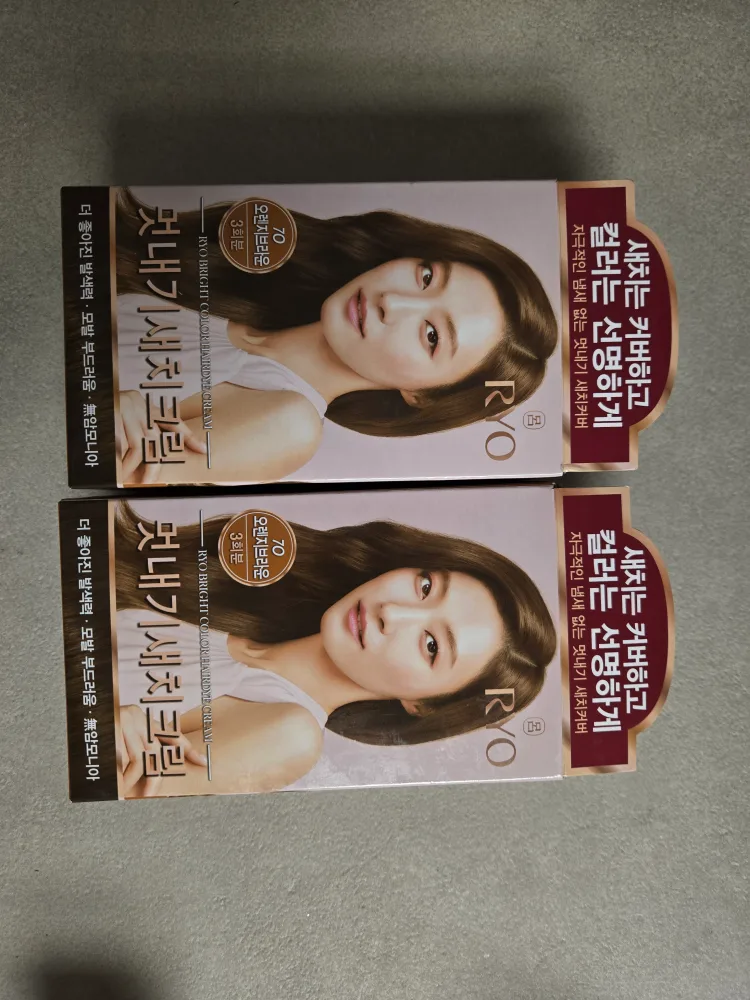 새치는 커버하고
컬러는 선명하게
자극적인 냄새 없는 멋내기 새치커버
RYO
呂
70
오렌지브라운
3회분
RYO BRIGHT COLOR HAIRDYE CREAM
멋내기새치크림
더 좋아진 발색력 · 모발 부드러움 · 無암모니아
새치는 커버하고
컬러는 선명하게
자극적인 냄새 없는 멋내기 새치커버
RYO
呂
70
오렌지브라운
3회분
RYO BRIGHT COLOR HAIRDYE CREAM
멋내기새치크림
더 좋아진 발색력 · 모발 부드러움 · 無암모니아